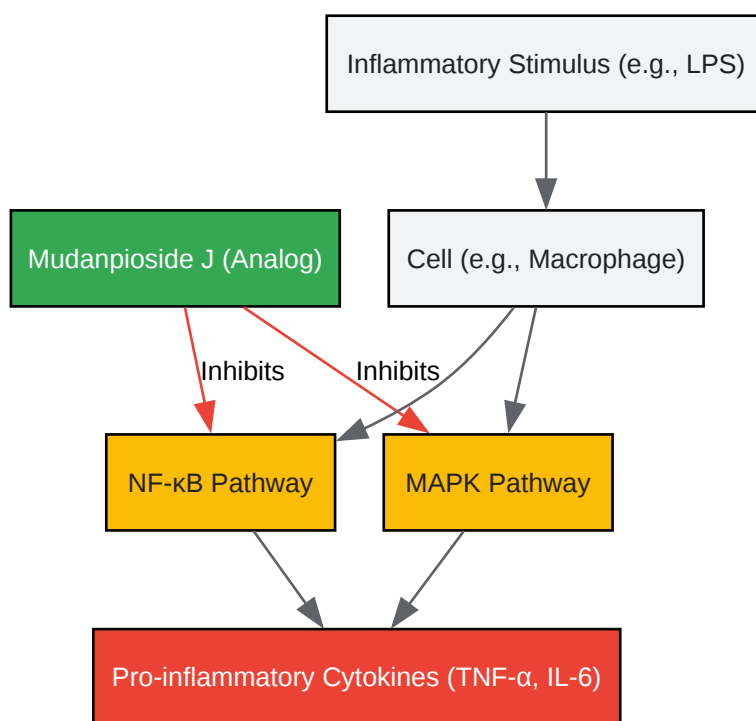 Inflammatory Stimulus (e.g., LPS)
Mudanpioside J (Analog)
Cell (e.g., Macrophage)
Inhibits
Inhibits
NF-κB Pathway
MAPK Pathway
Pro-inflammatory Cytokines (TNF-α, IL-6)